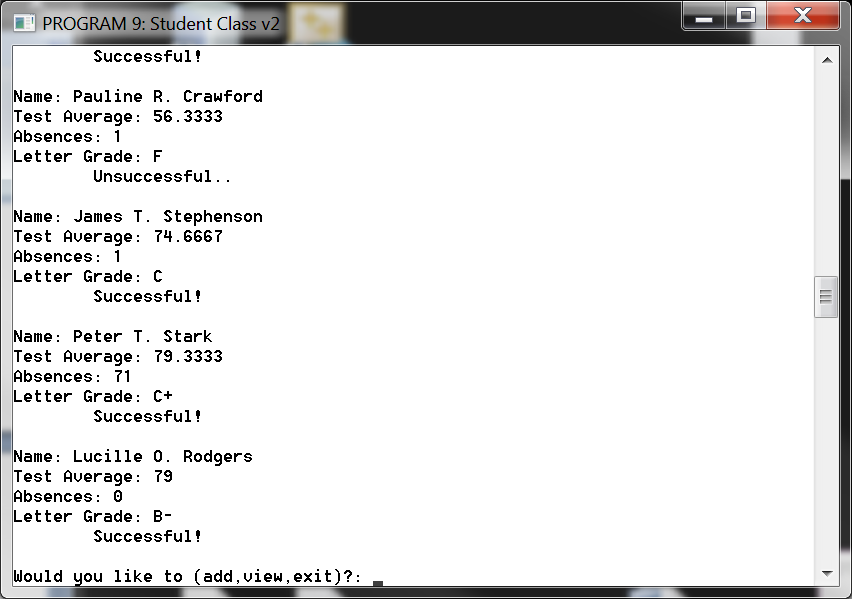 PROGRAM 9: Student Class v2
Successful!
Name: Pauline R. Crawford
Test Average: 56.3333
Absences: 1
Letter Grade: F
Unsuccessful..
Name: James T. Stephenson
Test Average: 74.6667
Absences: 1
Letter Grade: C
Successful!
Name: Peter T. Stark
Test Average: 79.3333
Absences: 71
Letter Grade: C+
Successful!
Name: Lucille O. Rodgers
Test Average: 79
Absences: 0
Letter Grade: B-
Successful!
Would you like to (add,view,exit)?: